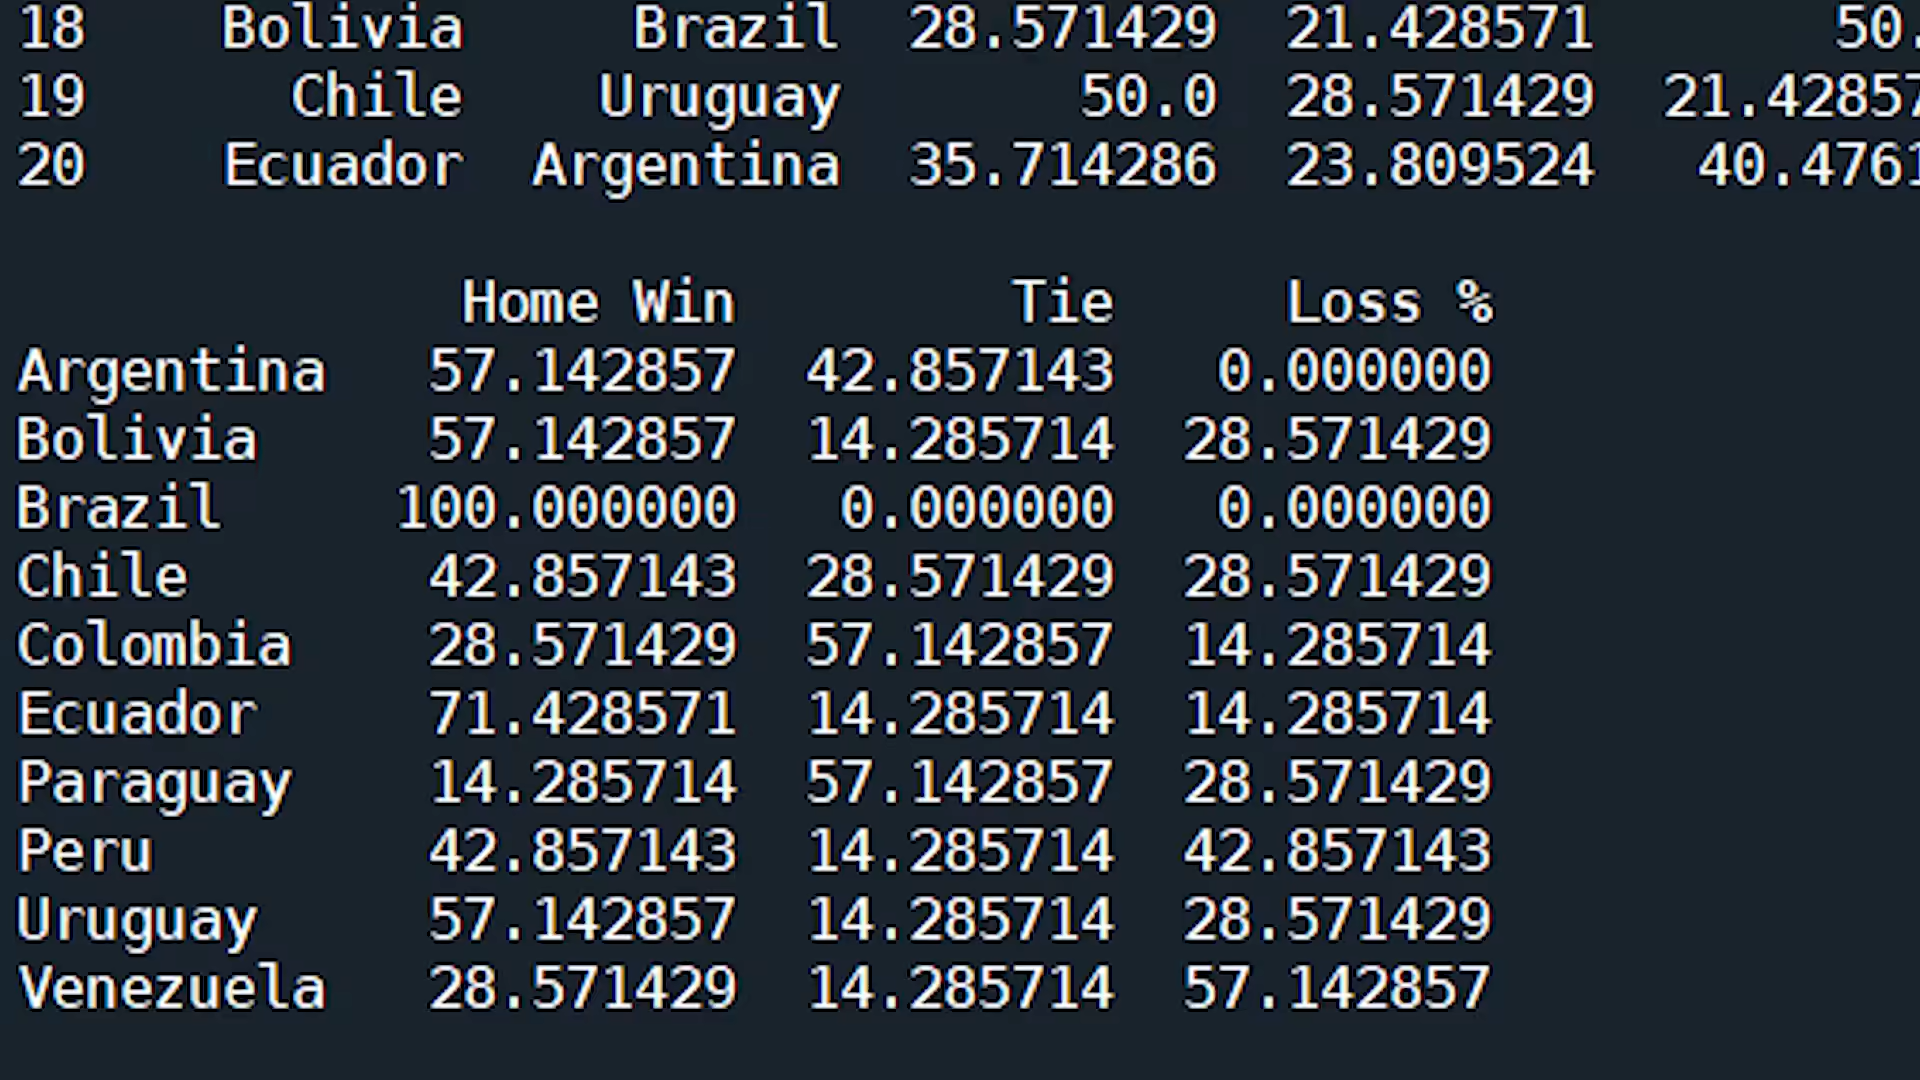 18 Bolivia Brazil 28.571429 21.428571 50.
19 Chile Uruguay 50.0 28.571429 21.42857
20 Ecuador Argentina 35.714286 23.809524 40.4761
Home Win Tie Loss %
Argentina 57.142857 42.857143 0.000000
Bolivia 57.142857 14.285714 28.571429
Brazil 100.000000 0.000000 0.000000
Chile 42.857143 28.571429 28.571429
Colombia 28.571429 57.142857 14.285714
Ecuador 71.428571 14.285714 14.285714
Paraguay 14.285714 57.142857 28.571429
Peru 42.857143 14.285714 42.857143
Uruguay 57.142857 14.285714 28.571429
Venezuela 28.571429 14.285714 57.142857